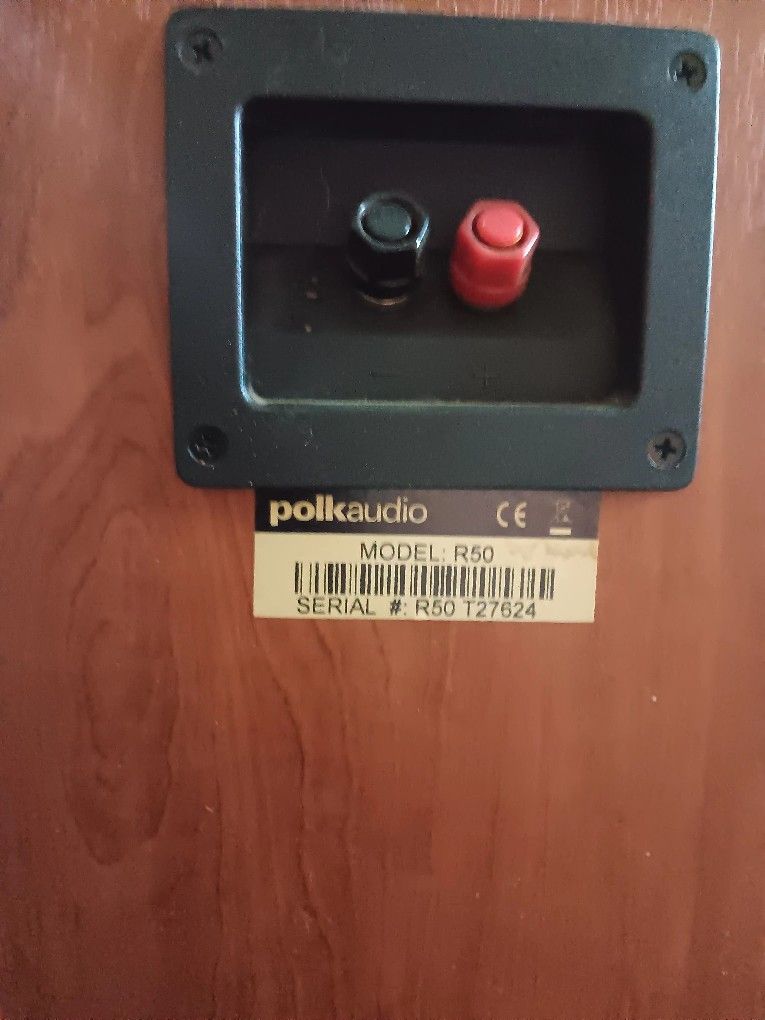 − +
polkaudio CE
MODEL: R50
SERIAL #: R50 T27624